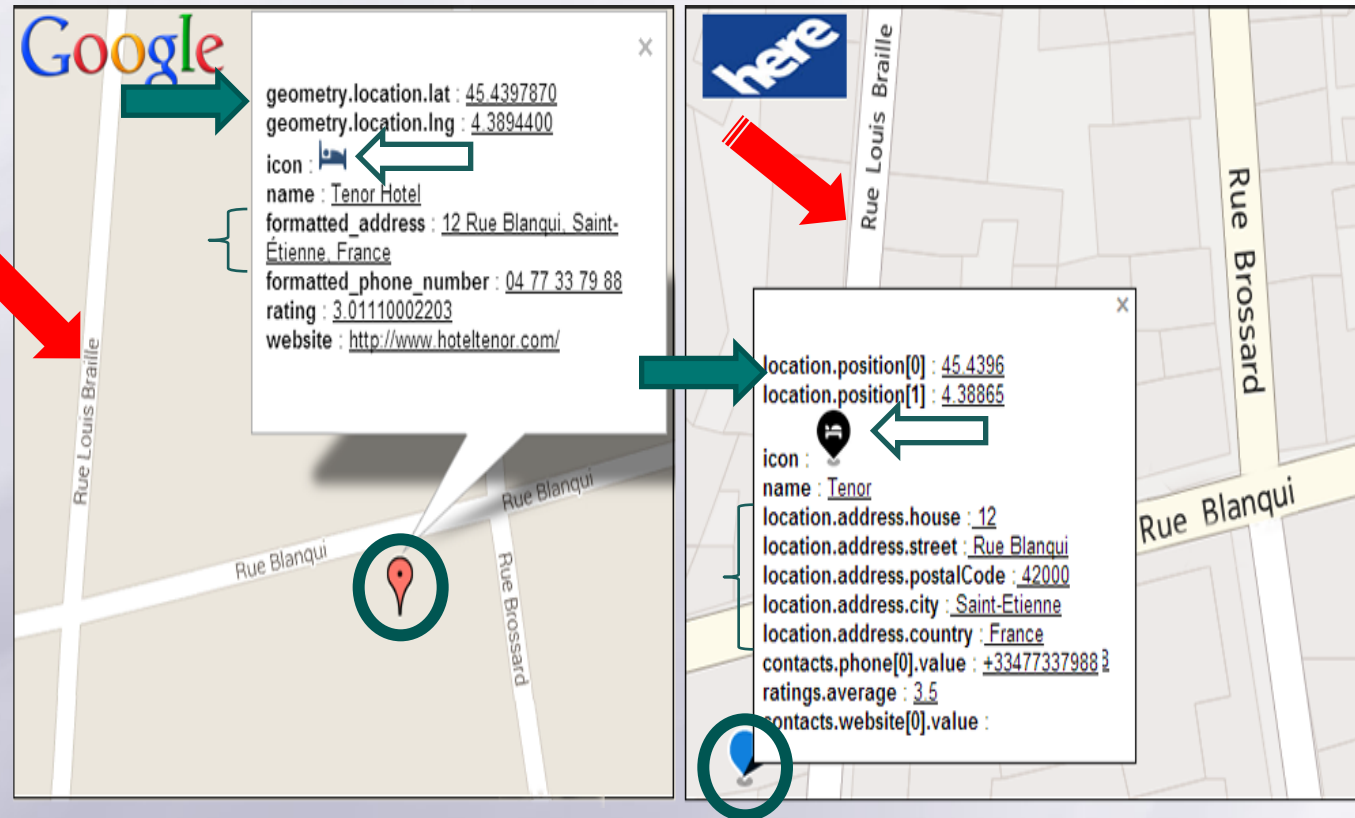 Google
geometry.location.lat : 45.4397870
geometry.location.lng : 4.3894400
icon :
name : Tenor Hotel
formatted_address : 12 Rue Blanqui, Saint-
Étienne, France
formatted_phone_number : 04 77 33 79 88
rating : 3.01110002203
website : http://www.hoteltenor.com/
×
Rue Louis Braille
Rue Blanqui
Rue Blanqui
Rue Brossard
here
Rue Louis Braille
Rue Brossard
Rue Blanqui
×
location.position[0] : 45.4396
location.position[1] : 4.38865
icon :
name : Tenor
location.address.house : 12
location.address.street : Rue Blanqui
location.address.postalCode : 42000
location.address.city : Saint-Etienne
location.address.country : France
contacts.phone[0].value : +33477337988
ratings.average : 3.5
contacts.website[0].value :